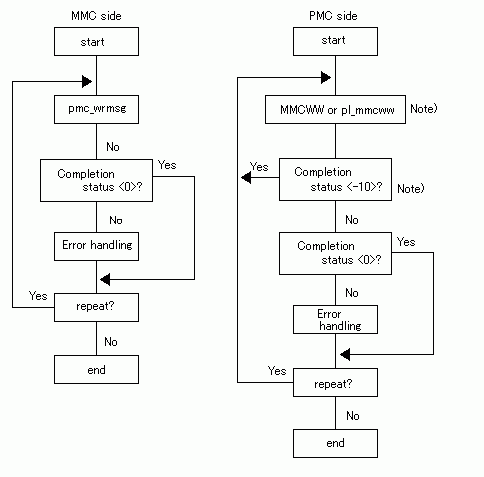 MMC side
start
pmc_wrmsg
No
Completion
status <0>?
Yes
No
Error handling
Yes
repeat?
No
end
PMC side
start
MMCWW or pl_mmcww
Note)
Yes
Completion
status <-10>?
Note)
No
Completion
status <0>?
Yes
No
Error
handling
Yes
repeat?
No
end